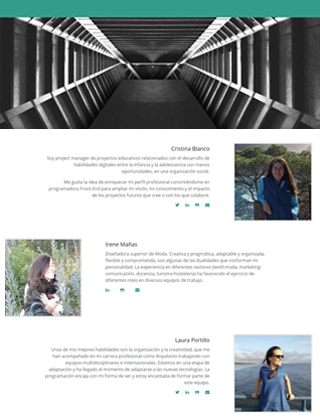 Cristina Blanco
Soy project manager de proyectos educativos relacionados con el desarrollo de
habilidades digitales entre la infancia y la adolescencia con menos
oportunidades, en una organización social.
Me gusta la idea de enriquecer mi perfil profesional convirtiéndome en
programadora Front-End para ampliar mi visión, mi conocimiento y el impacto
de los proyectos futuros que cree o con los que colabore.
Irene Mañas
Diseñadora superior de Moda. Creativa y pragmática, adaptable y organizada,
flexible y comprometida, son algunas de las dualidades que conforman mi
personalidad. La experiencia en diferentes sectores (textil-moda, marketing-
comunicación, docencia, turismo-hostelería) ha favorecido el ejercicio de
diferentes roles en diversos equipos de trabajo.
Laura Portillo
Unas de mis mejores habilidades son la organización y la creatividad, que me
han acompañado en mi carrera profesional como Arquitecto trabajando con
equipos multidisciplinares e internacionales. Estamos en una etapa de
adaptación y ha llegado el momento de adaptarse a las nuevas tecnologías. La
programación encaja con mi forma de ser y estoy encantada de formar parte de
este equipo.